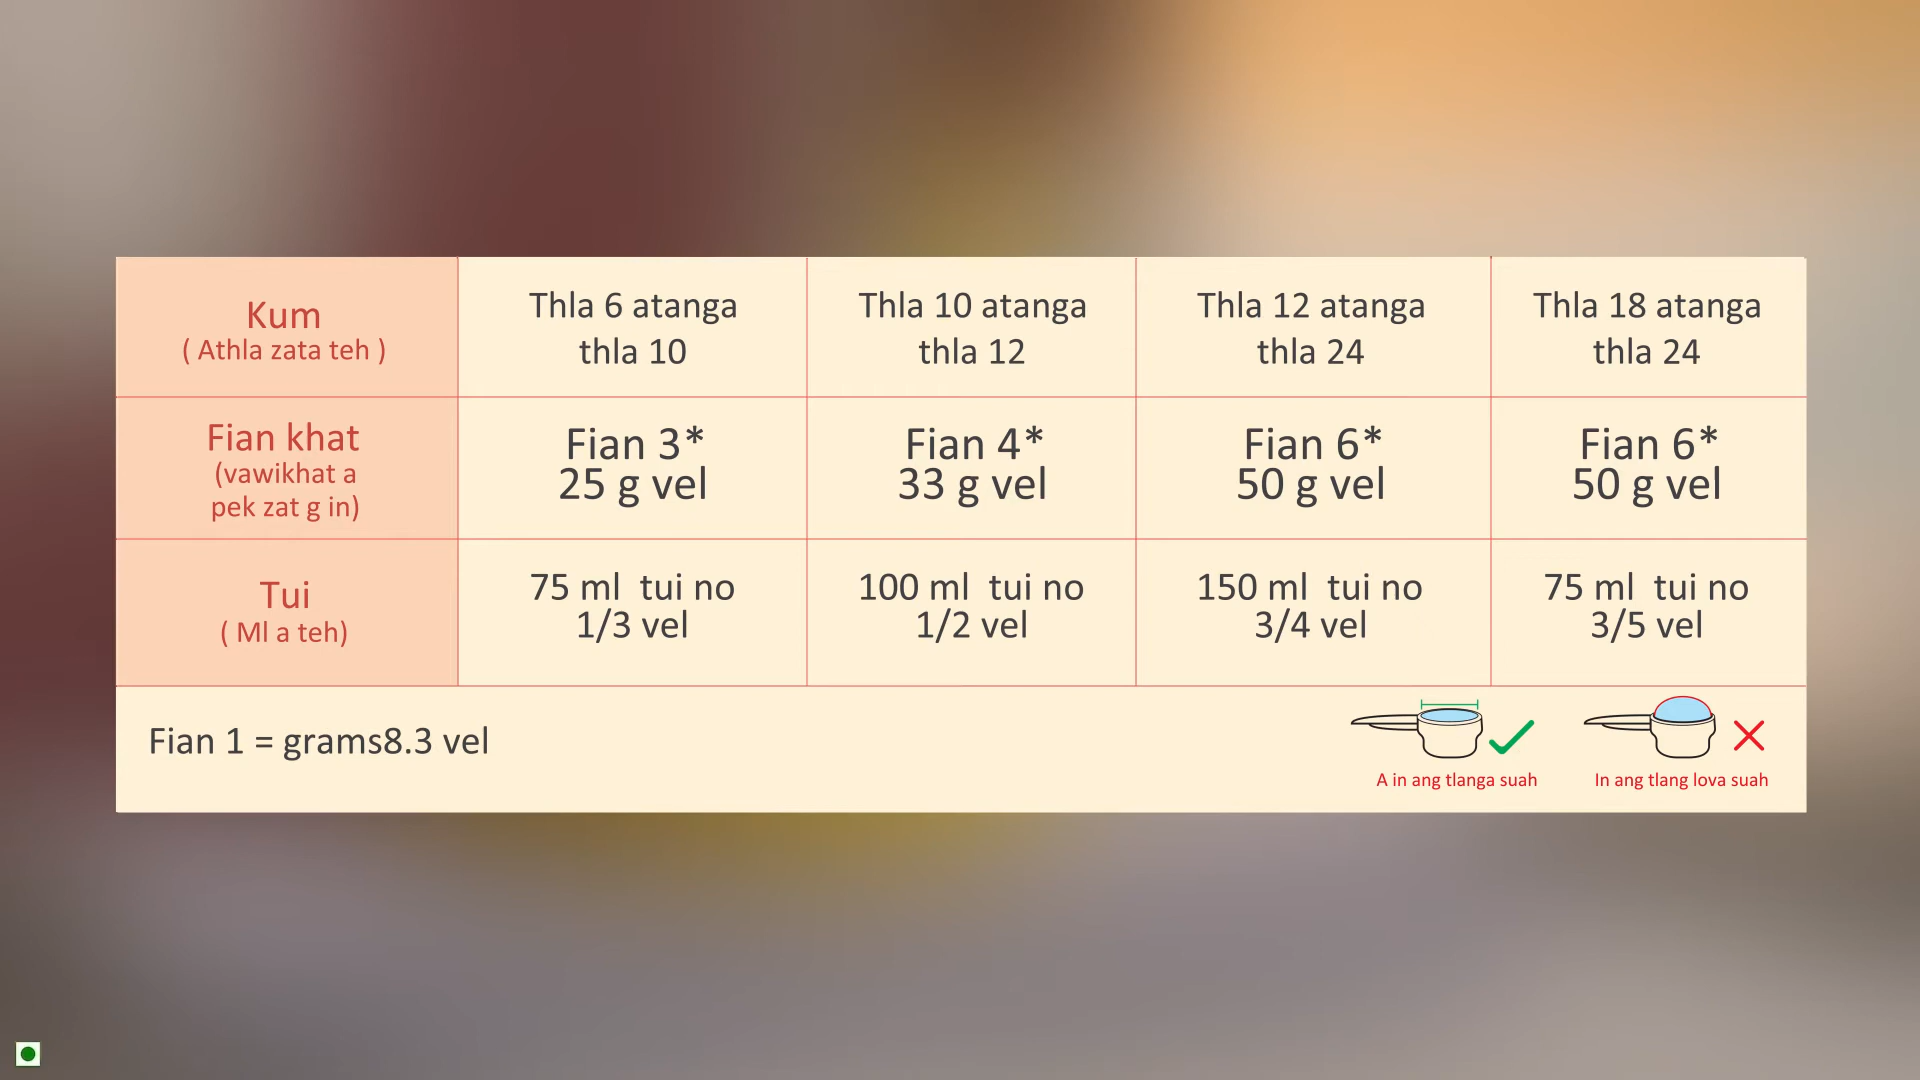 Kum
( Athla zata teh )
Thla 6 atanga
thla 10
Thla 10 atanga
thla 12
Thla 12 atanga
thla 24
Thla 18 atanga
thla 24
Fian khat
(vawikhat a
pek zat g in)
Fian 3*
25 g vel
Fian 4*
33 g vel
Fian 6*
50 g vel
Fian 6*
50 g vel
Tui
( Ml a teh)
75 ml tui no
1/3 vel
100 ml tui no
1/2 vel
150 ml tui no
3/4 vel
75 ml tui no
3/5 vel
Fian 1 = grams8.3 vel
A in ang tlanga suah
In ang tlang lova suah